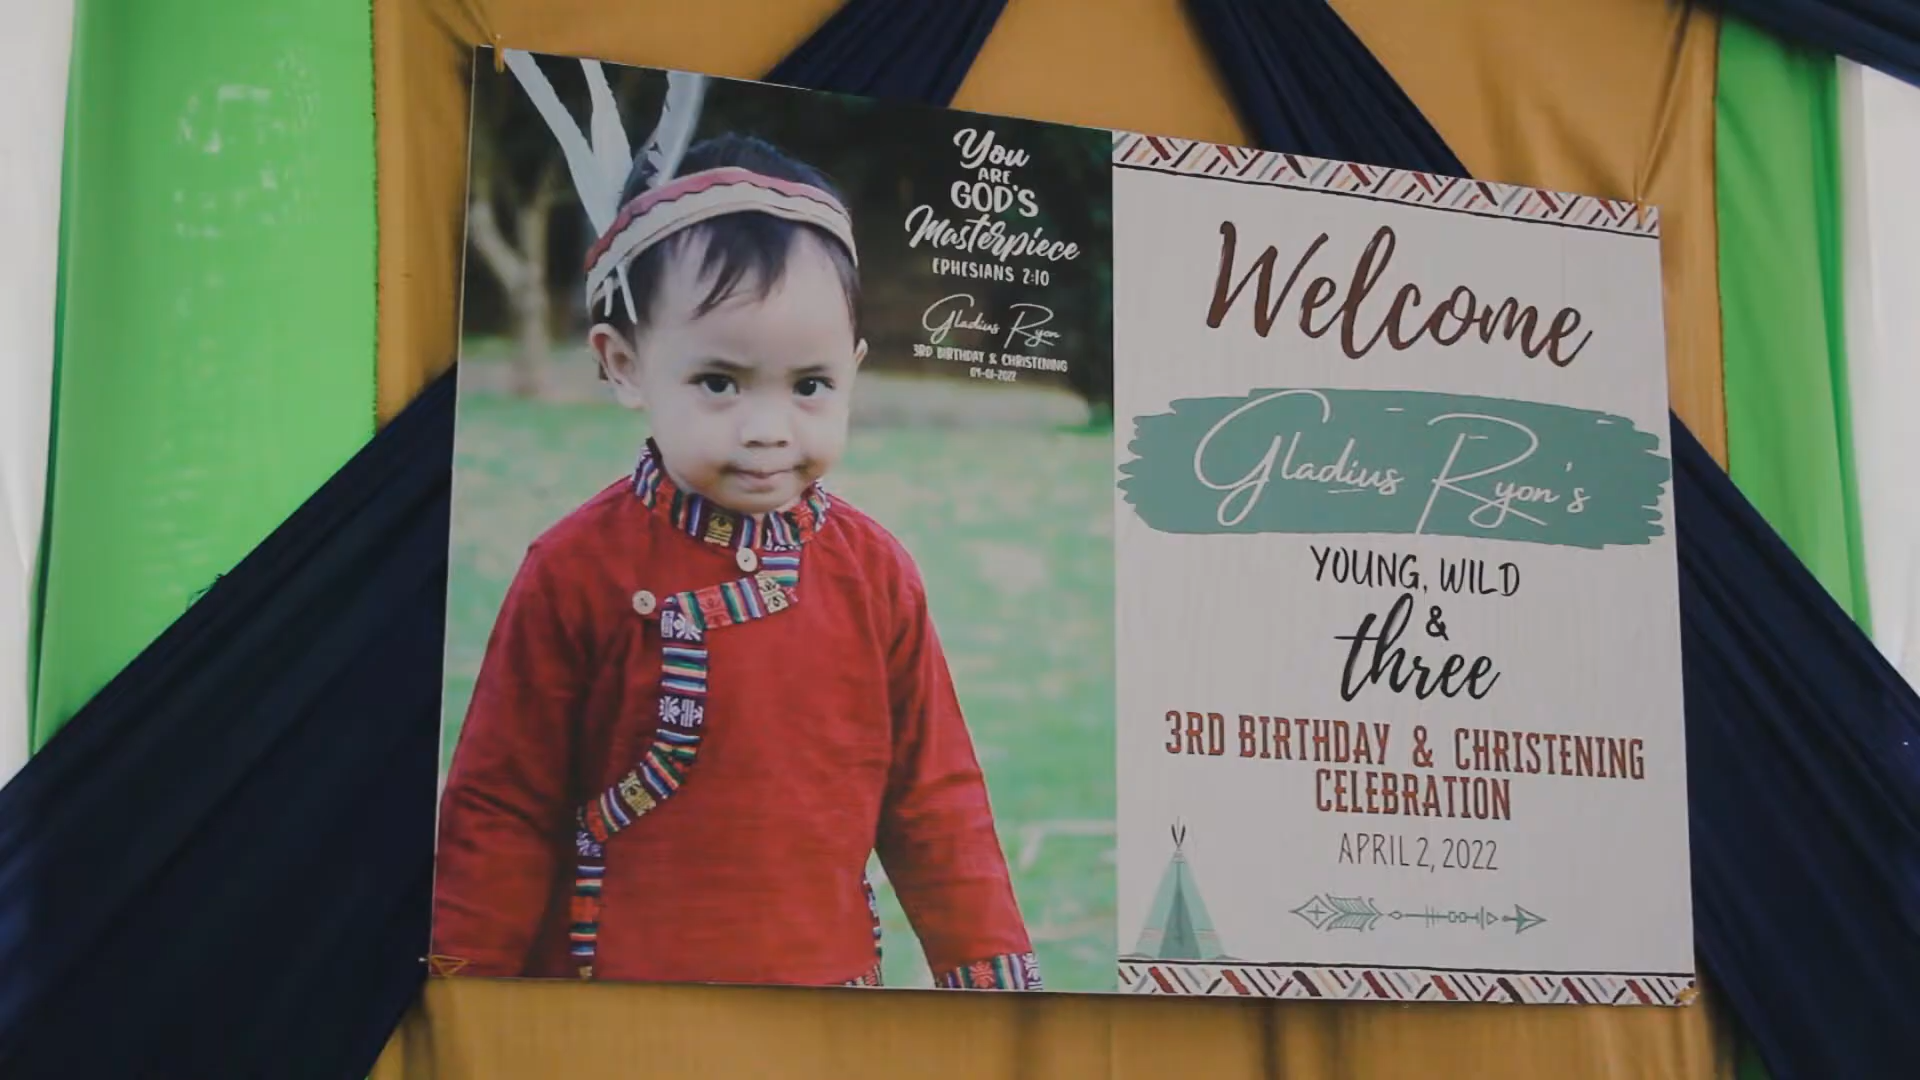 You
ARE
GOD'S
Masterpiece
EPHESIANS 2:10
Gladius Ryon
3RD BIRTHDAY & CHRISTENING
Welcome
Gladius Ryon's
YOUNG, WILD
&
three
3RD BIRTHDAY & CHRISTENING
CELEBRATION
APRIL 2, 2022